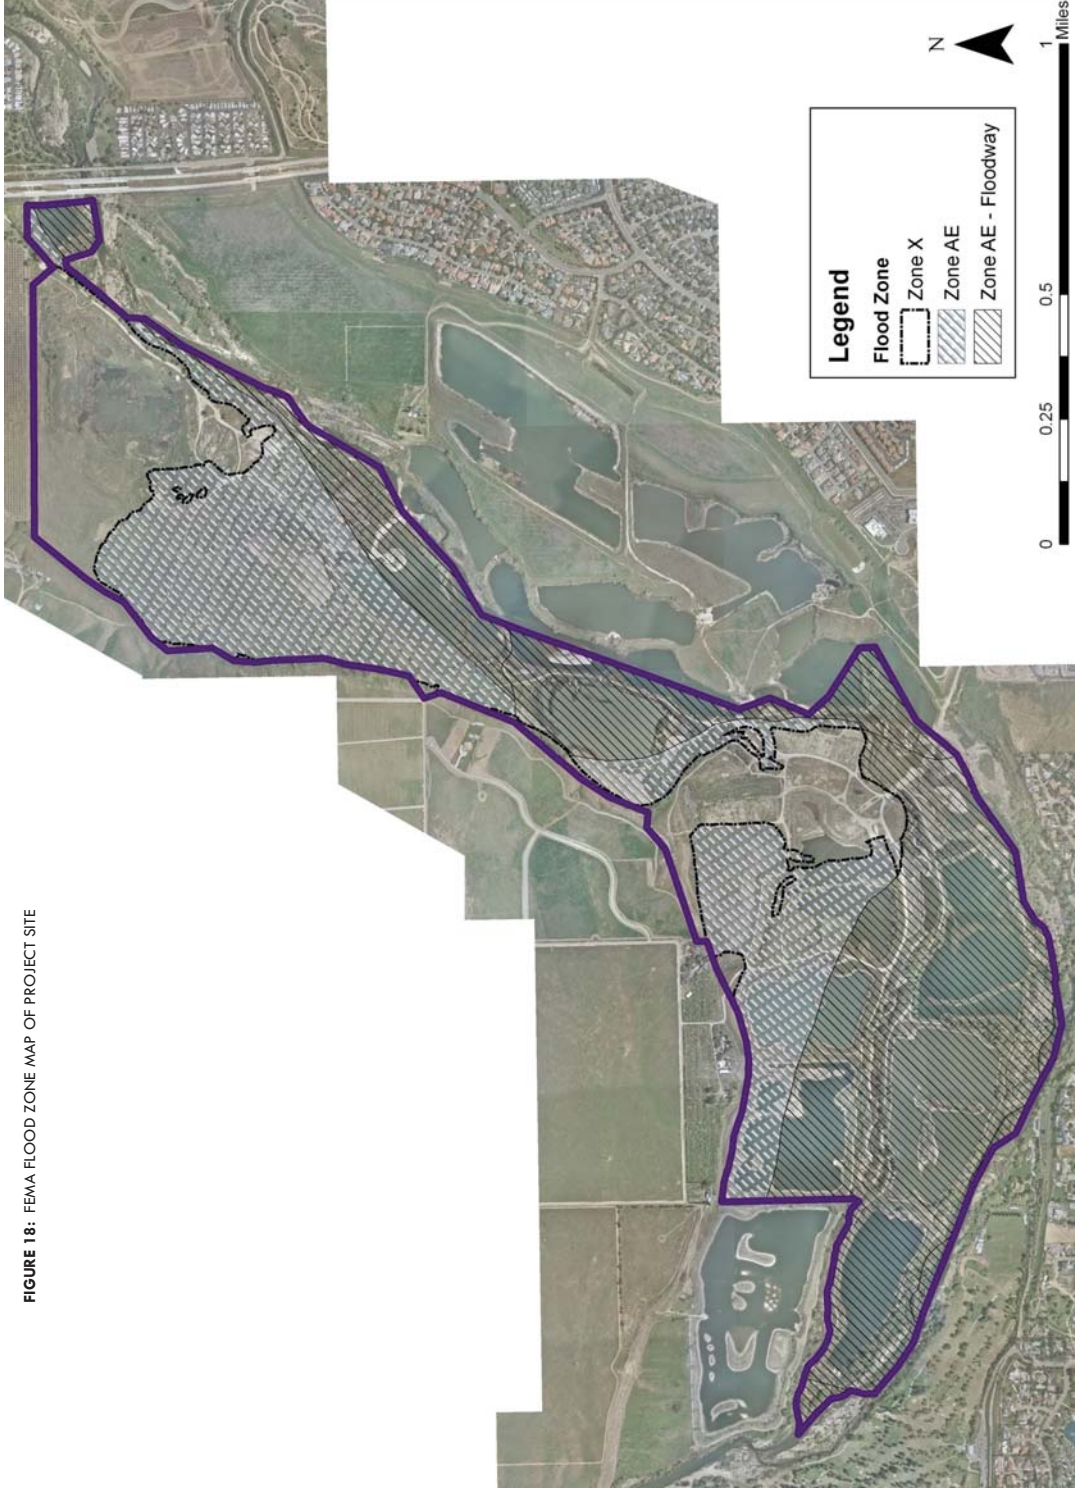 FIGURE 18: FEMA FLOOD ZONE MAP OF PROJECT SITE
N
Legend
Flood Zone
Zone X
Zone AE
Zone AE - Floodway
0 0.25 0.5 1 Miles